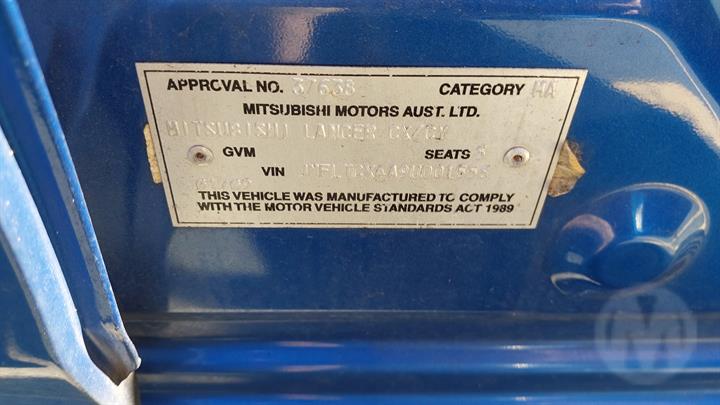 APPROVAL NO. 37638 CATEGORY MA
MITSUBISHI MOTORS AUST. LTD.
MITSUBISHI LANCER CX/CY
GVM SEATS 5
VIN
THIS VEHICLE WAS MANUFACTURED TO COMPLY
WITH THE MOTOR VEHICLE STANDARDS ACT 1989
M